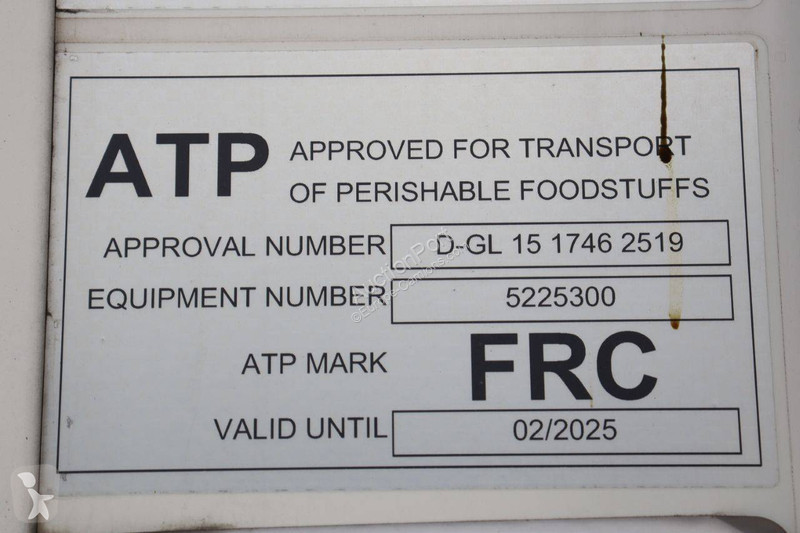 ATP APPROVED FOR TRANSPORT
OF PERISHABLE FOODSTUFFS
APPROVAL NUMBER D-GL 15 1746 2519
EQUIPMENT NUMBER 5225300
ATP MARK FRC
VALID UNTIL 02/2025